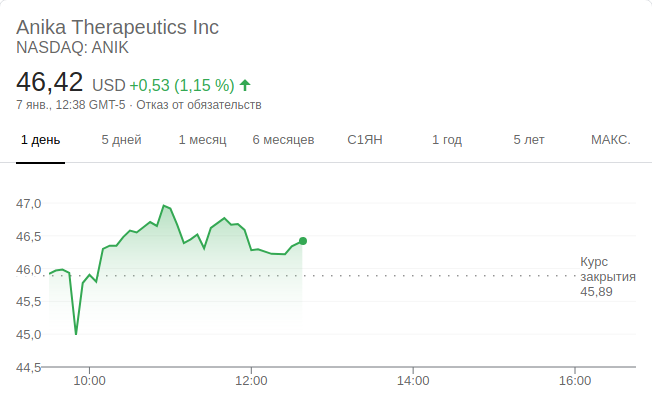 Anika Therapeutics Inc
NASDAQ: ANIK
46,42 USD +0,53 (1,15 %)
7 янв., 12:38 GMT-5 · Отказ от обязательств
1 день 5 дней 1 месяц 6 месяцев С1ЯН 1 год 5 лет МАКС.
47,0
46,5
46,0
45,5
45,0
44,5
Курс
закрытия
45,89
10:00 12:00 14:00 16:00